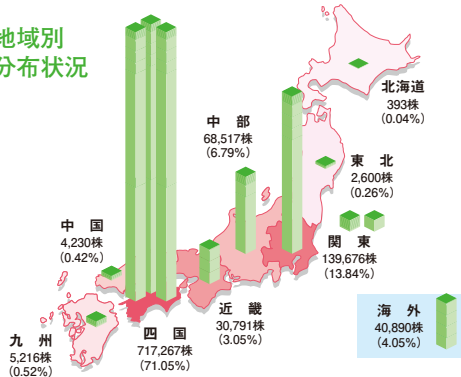 地域別
分布状況
北海道
393株
(0.04%)
中部
68,517株
(6.79%)
東北
2,600株
(0.26%)
中国
4,230株
(0.42%)
関東
139,676株
(13.84%)
近畿
30,791株
(3.05%)
海外
40,890株
(4.05%)
九州
5,216株
(0.52%)
四国
717,267株
(71.05%)